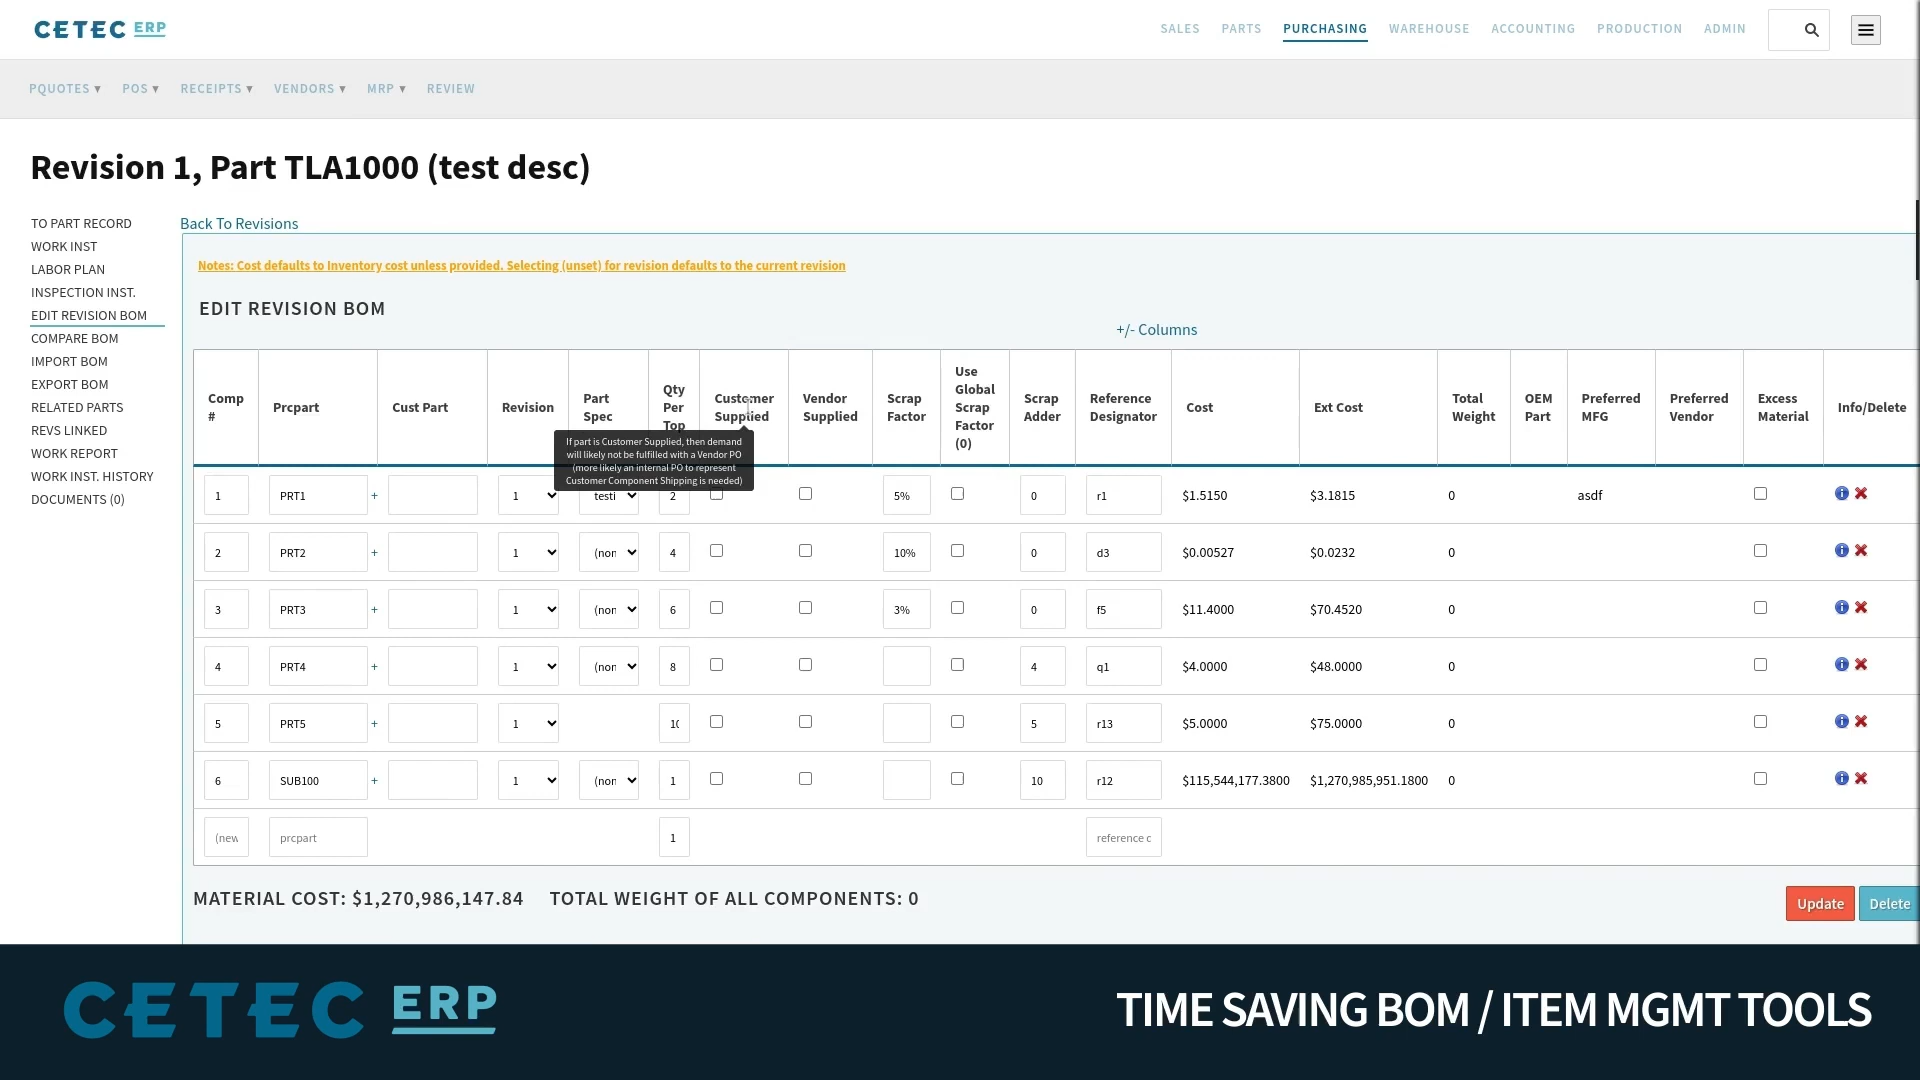 CETEC ERP
SALES PARTS PURCHASING WAREHOUSE ACCOUNTING PRODUCTION ADMIN
PQUOTES ▾ POS ▾ RECEIPTS ▾ VENDORS ▾ MRP ▾ REVIEW
Revision 1, Part TLA1000 (test desc)
TO PART RECORD
WORK INST
LABOR PLAN
INSPECTION INST.
EDIT REVISION BOM
COMPARE BOM
IMPORT BOM
EXPORT BOM
RELATED PARTS
REVS LINKED
WORK REPORT
WORK INST. HISTORY
DOCUMENTS (0)
Back To Revisions
Notes: Cost defaults to Inventory cost unless provided. Selecting (unset) for revision defaults to the current revision
EDIT REVISION BOM
+/- Columns
Comp # Prcpart Cust Part Revision Part Spec Qty Per Top Customer Supplied Vendor Supplied Scrap Factor Use Global Scrap Factor (0) Scrap Adder Reference Designator Cost Ext Cost Total Weight OEM Part Preferred MFG Preferred Vendor Excess Material Info/Delete
If part is Customer Supplied, then demand
will likely not be fulfilled with a Vendor PO
(more likely an internal PO to represent
Customer Component Shipping is needed)
1 PRT1 + 1 testi 2 5% 0 r1 $1.5150 $3.1815 0 asdf
2 PRT2 + 1 (nor 4 10% 0 d3 $0.00527 $0.0232 0
3 PRT3 + 1 (nor 6 3% 0 f5 $11.4000 $70.4520 0
4 PRT4 + 1 (nor 8 4 q1 $4.0000 $48.0000 0
5 PRT5 + 1 10 5 r13 $5.0000 $75.0000 0
6 SUB100 + 1 (nor 1 10 r12 $115,544,177.3800 $1,270,985,951.1800 0
(new prcpart 1 reference c
MATERIAL COST: $1,270,986,147.84 TOTAL WEIGHT OF ALL COMPONENTS: 0
Update Delete
CETEC ERP
TIME SAVING BOM / ITEM MGMT TOOLS